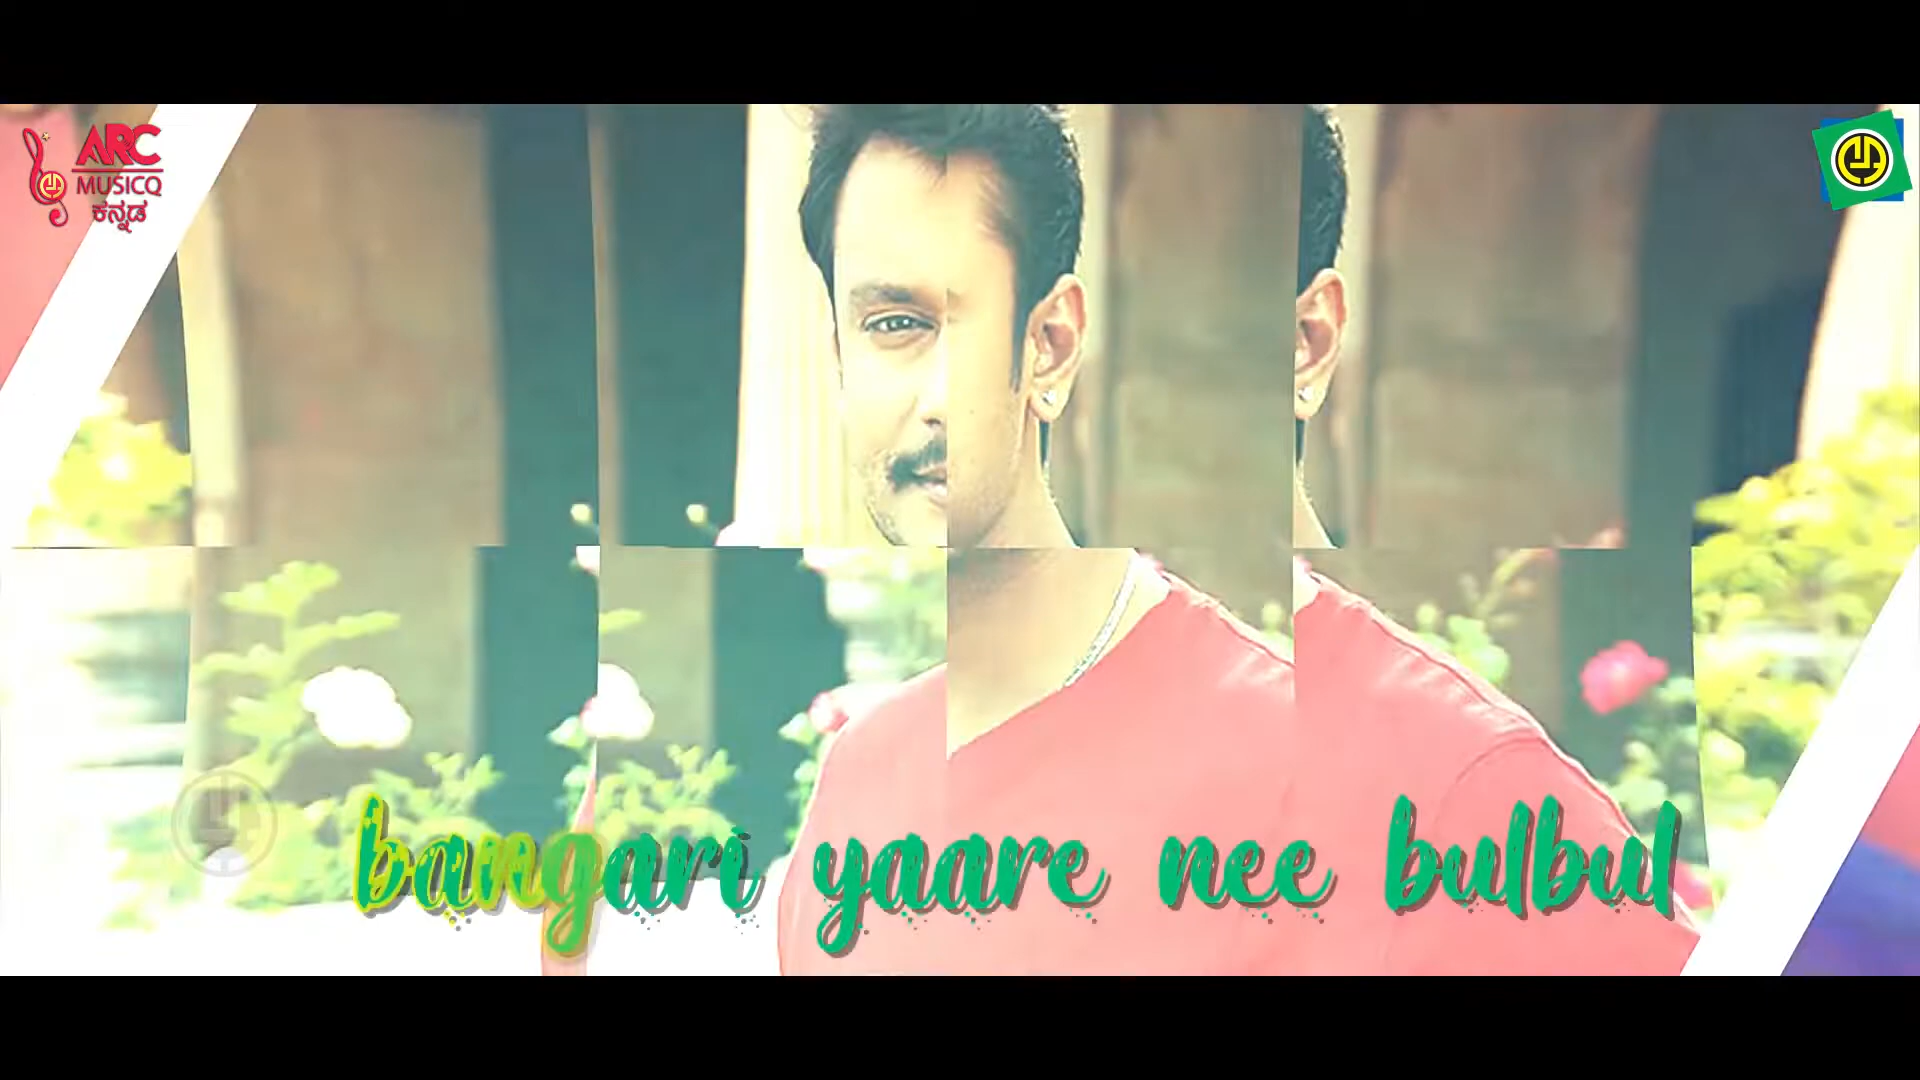 ARC
MUSICQ
ಕನ್ನಡ
bangari yaare nee bulbul